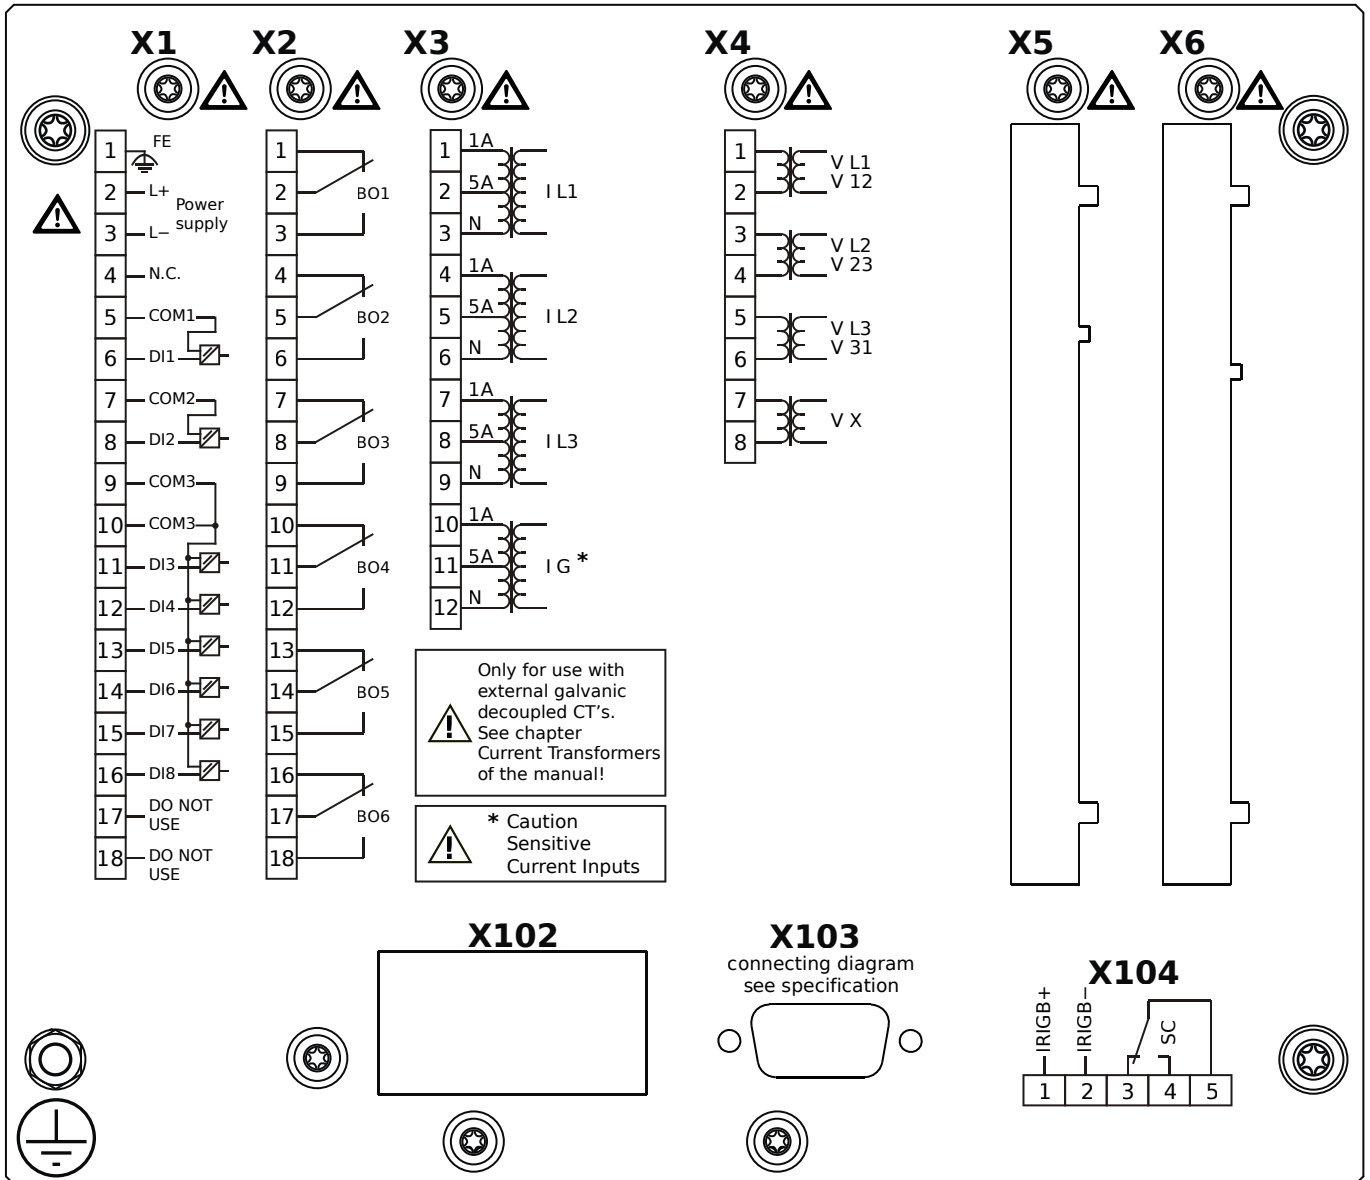 X1
X2
X3
X4
X5
X6
1
FE
2
L+
Power
supply
3
L−
4
N.C.
5
COM1
6
DI1
7
COM2
8
DI2
9
COM3
10
COM3
11
DI3
12
DI4
13
DI5
14
DI6
15
DI7
16
DI8
17
DO NOT
USE
18
DO NOT
USE
1
2
BO1
3
4
5
BO2
6
7
8
BO3
9
10
11
BO4
12
13
14
BO5
15
16
17
BO6
18
1
1A
2
5A
I L1
3
N
4
1A
5
5A
I L2
6
N
7
1A
8
5A
I L3
9
N
10
1A
11
5A
I G *
12
N
Only for use with
external galvanic
decoupled CT's.
See chapter
Current Transformers
of the manual!
* Caution
Sensitive
Current Inputs
1
V L1
2
V 12
3
V L2
4
V 23
5
V L3
6
V 31
7
V X
8
X102
X103
connecting diagram
see specification
X104
IRIGB+
IRIGB−
SC
1
2
3
4
5